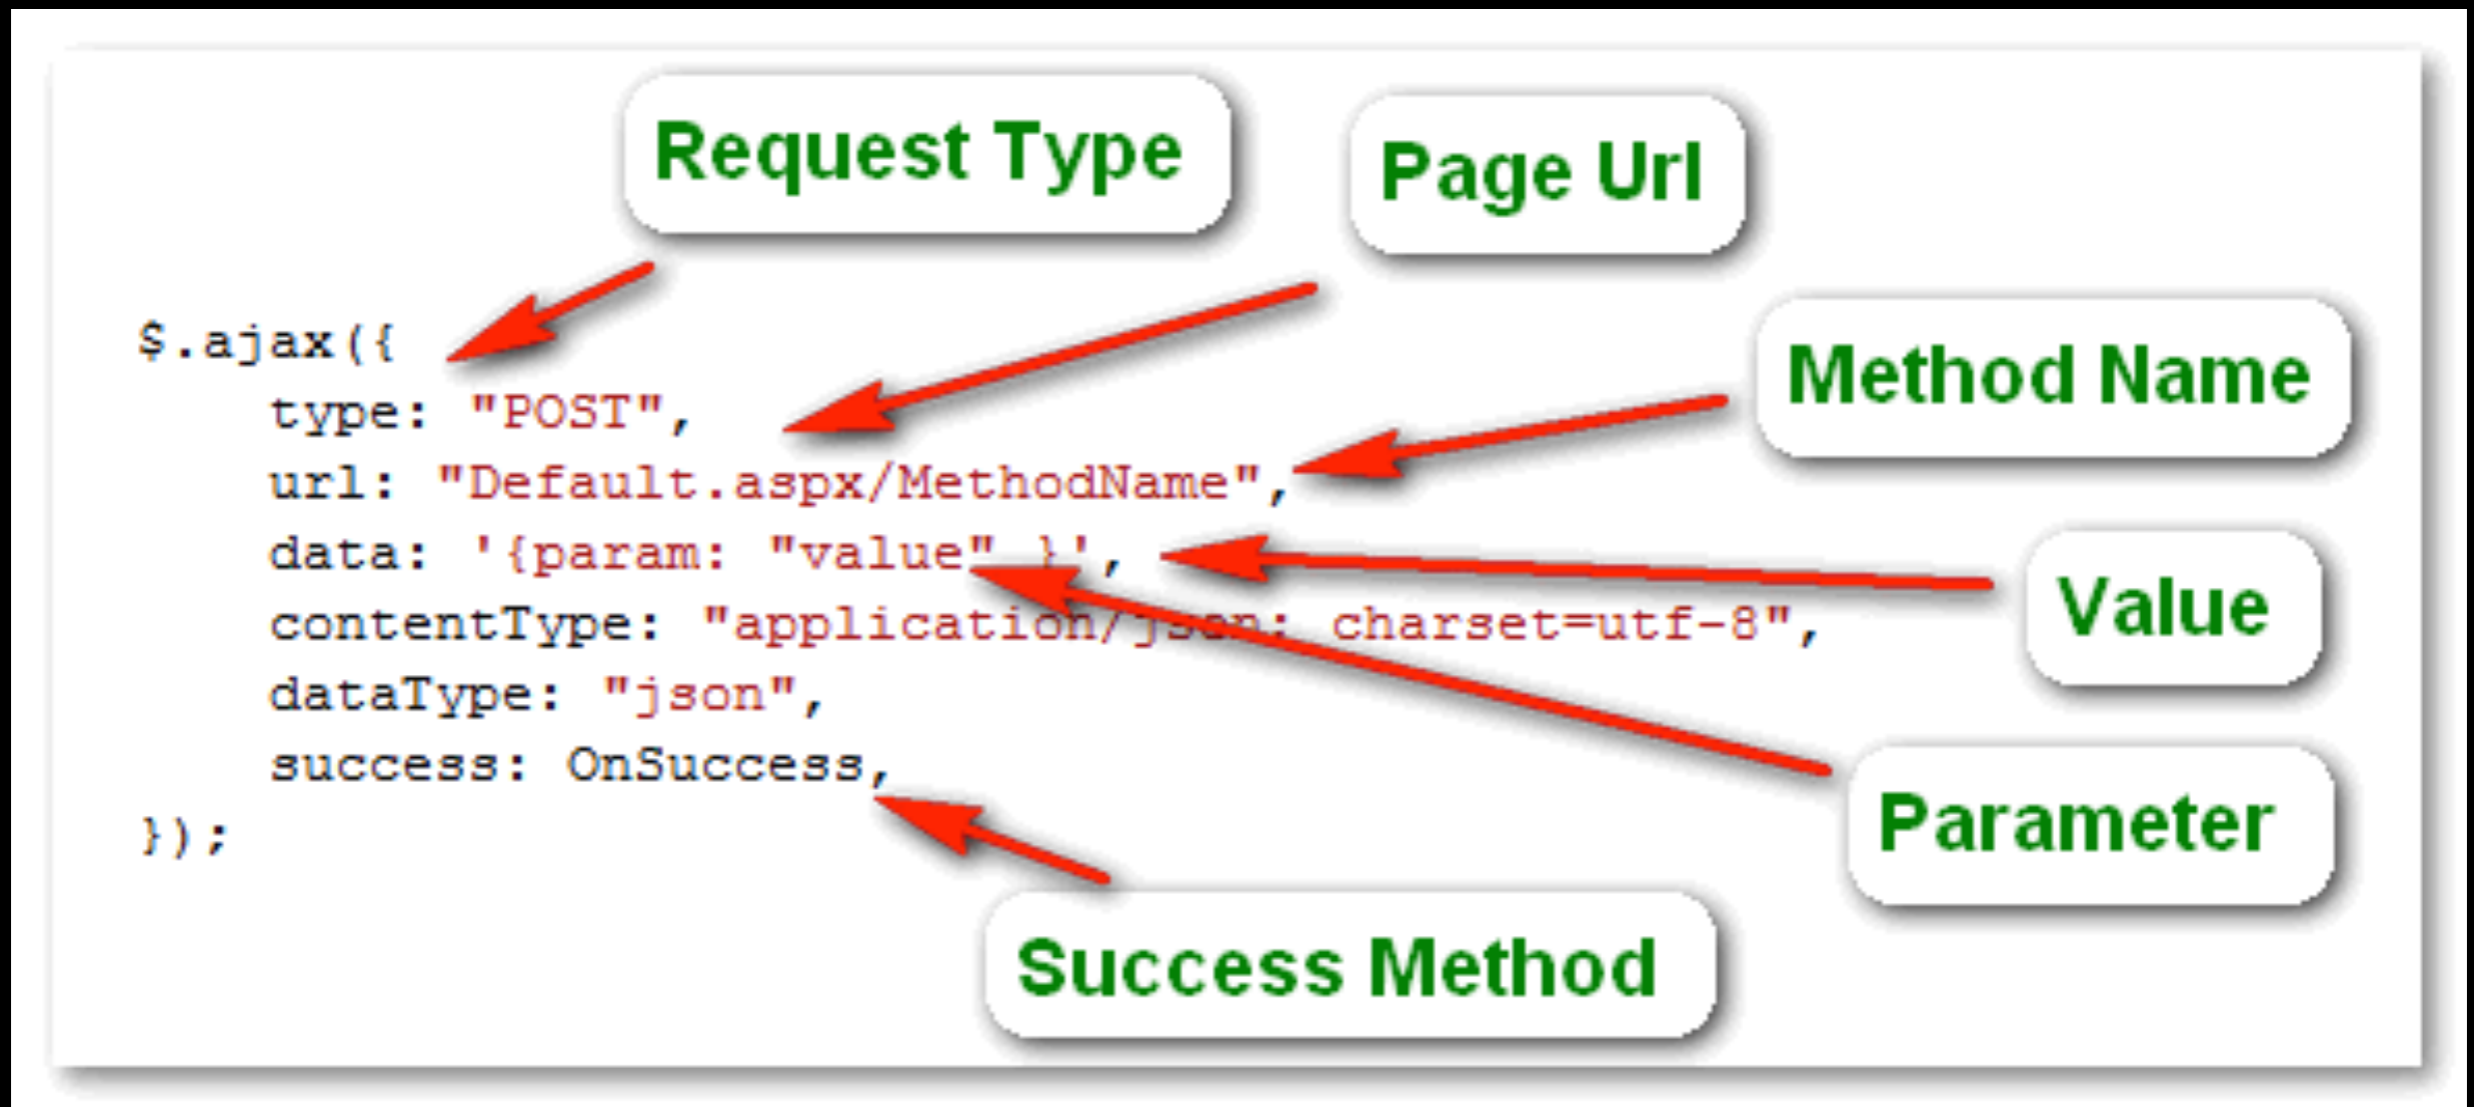 Request Type
Page Url
Method Name
$.ajax({
type: "POST",
url: "Default.aspx/MethodName",
data: '{param: "value" }',
contentType: "application/json; charset=utf-8",
dataType: "json",
success: OnSuccess,
});
Value
Parameter
Success Method